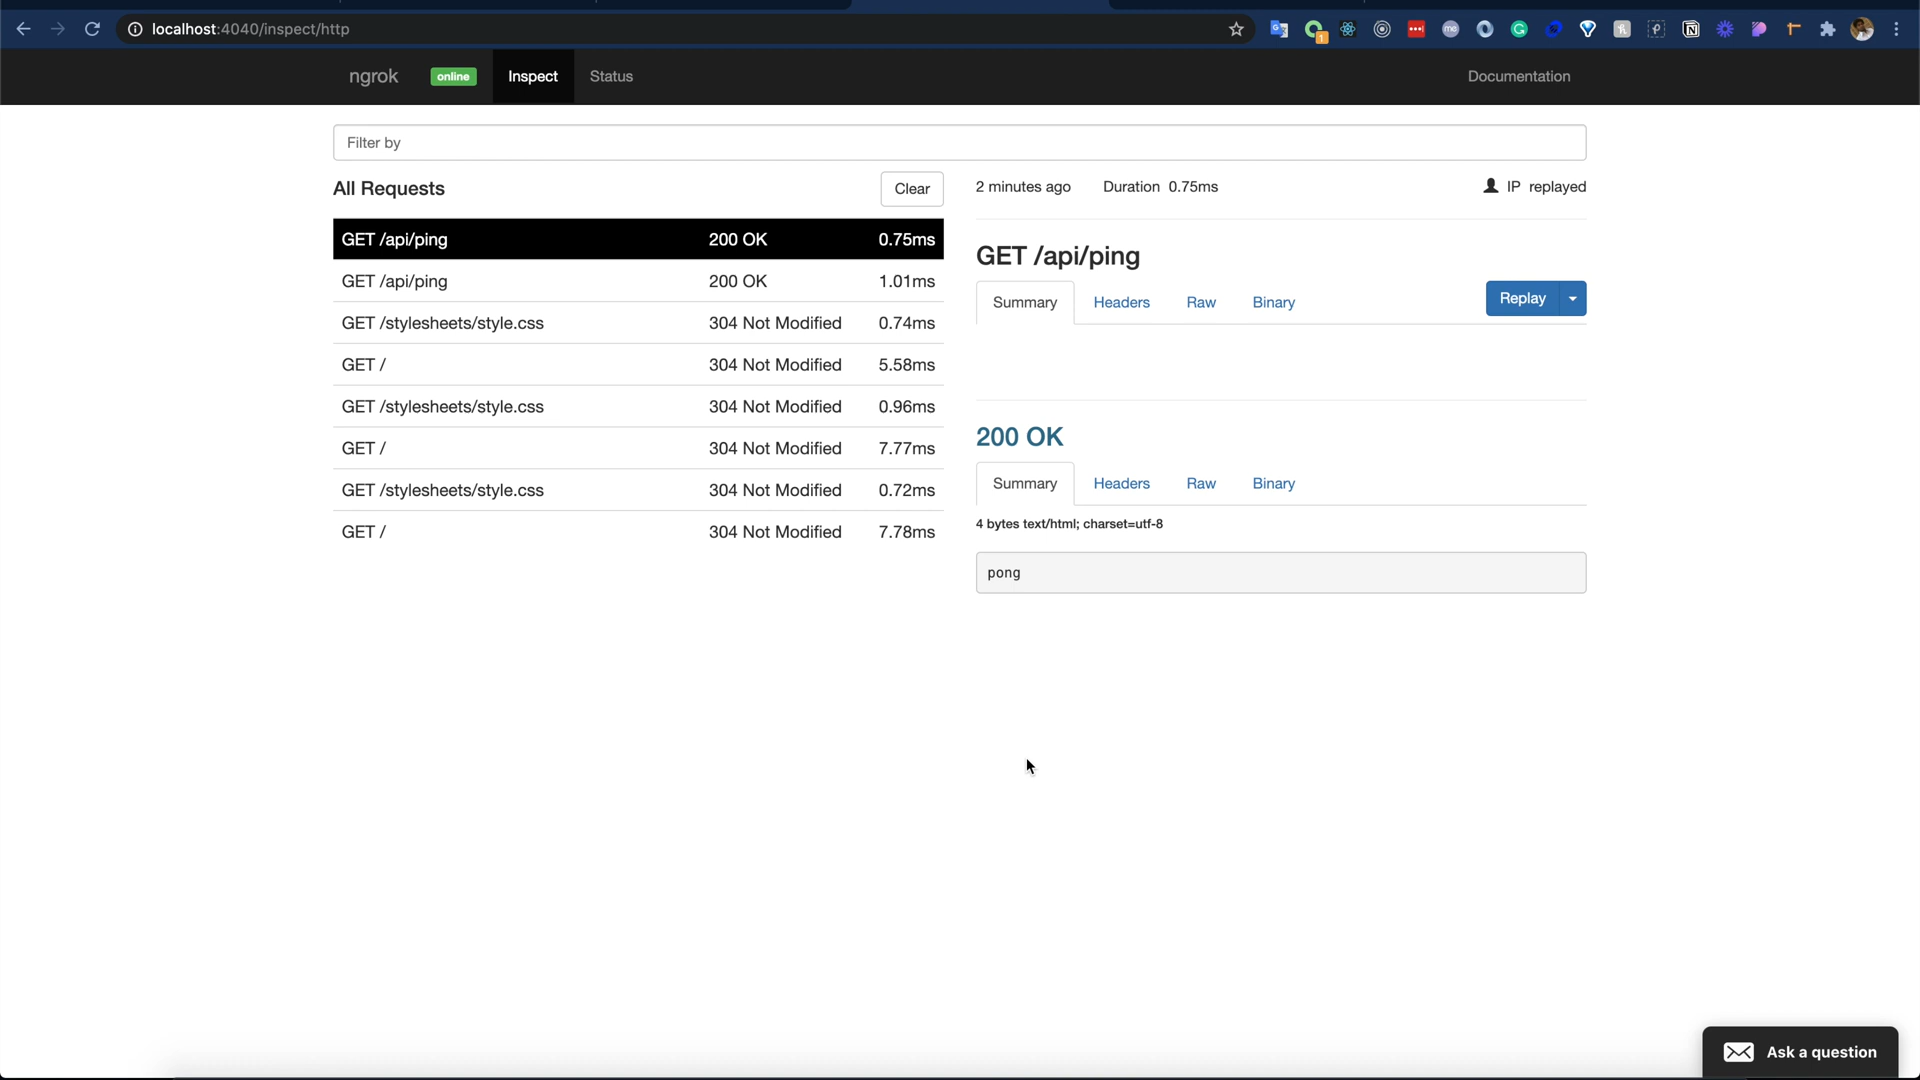 localhost:4040/inspect/http
1
ngrok online Inspect Status Documentation
Filter by
All Requests Clear
GET /api/ping 200 OK 0.75ms
GET /api/ping 200 OK 1.01ms
GET /stylesheets/style.css 304 Not Modified 0.74ms
GET / 304 Not Modified 5.58ms
GET /stylesheets/style.css 304 Not Modified 0.96ms
GET / 304 Not Modified 7.77ms
GET /stylesheets/style.css 304 Not Modified 0.72ms
GET / 304 Not Modified 7.78ms
2 minutes ago Duration 0.75ms IP replayed
GET /api/ping
Summary Headers Raw Binary Replay
200 OK
Summary Headers Raw Binary
4 bytes text/html; charset=utf-8
pong
Ask a question